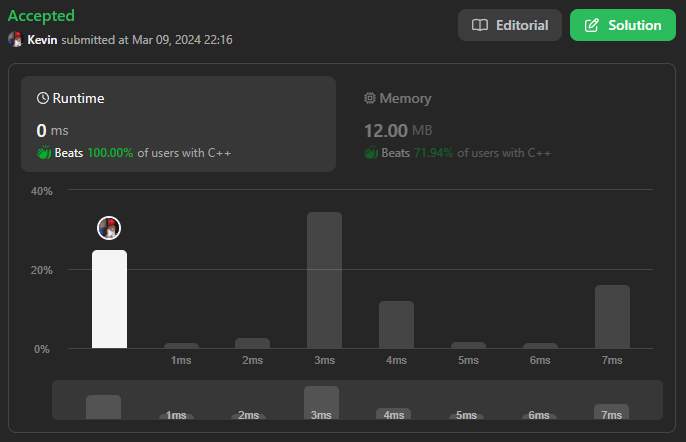 Accepted
Editorial
Solution
Kevin submitted at Mar 09, 2024 22:16
Runtime
Memory
0 ms
12.00 MB
Beats 100.00% of users with C++
Beats 71.94% of users with C++
40%
20%
0%
1ms 2ms 3ms 4ms 5ms 6ms 7ms
1ms 2ms 3ms 4ms 5ms 6ms 7ms